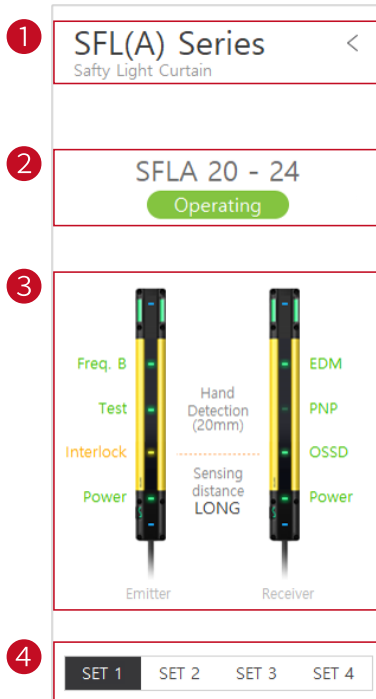 1
SFL(A) Series <
Safty Light Curtain
2
SFLA 20 - 24
Operating
3
Freq. B
Test
Interlock
Power
Hand
Detection
(20mm)
Sensing
distance
LONG
EDM
PNP
OSSD
Power
Emitter
Receiver
4
SET 1 SET 2 SET 3 SET 4